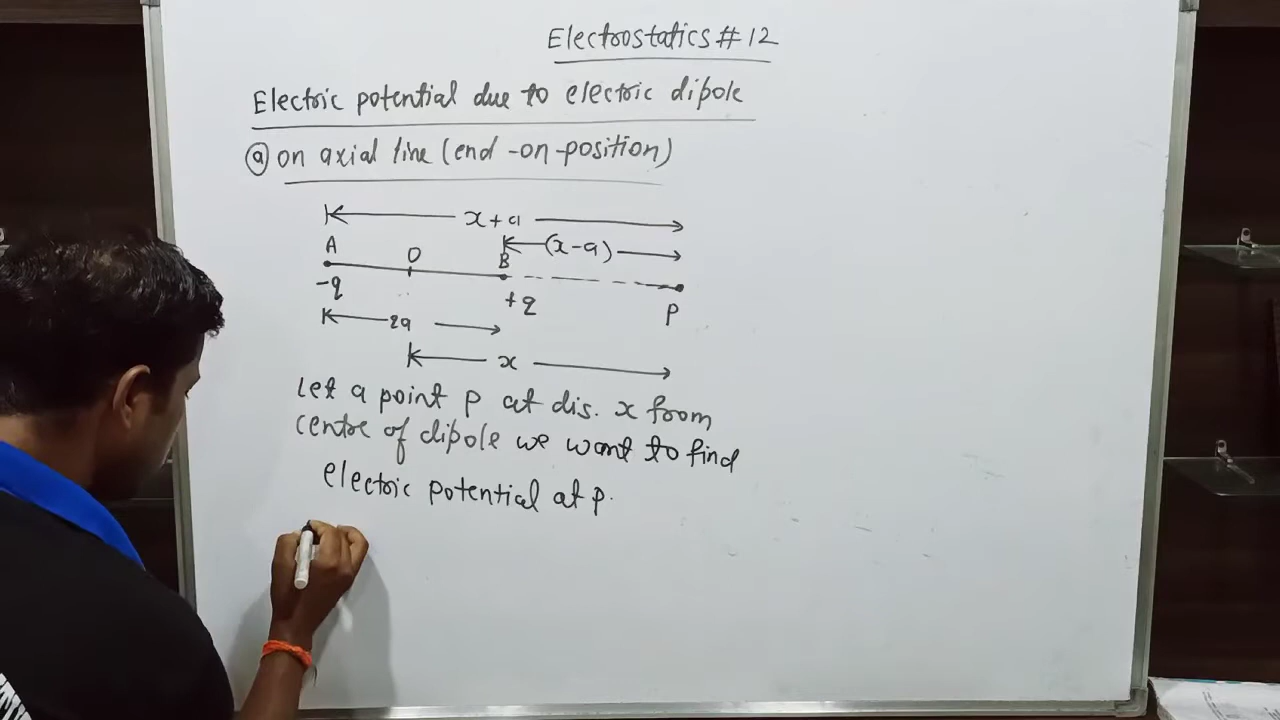 Electrostatics # 12
Electric potential due to electric dipole
(a) on axial line (end-on-position)
x+a
(x-a)
A O B
-q +q P
2a
x
Let a point P at dis. x from
centre of dipole we want to find
electric potential at P.